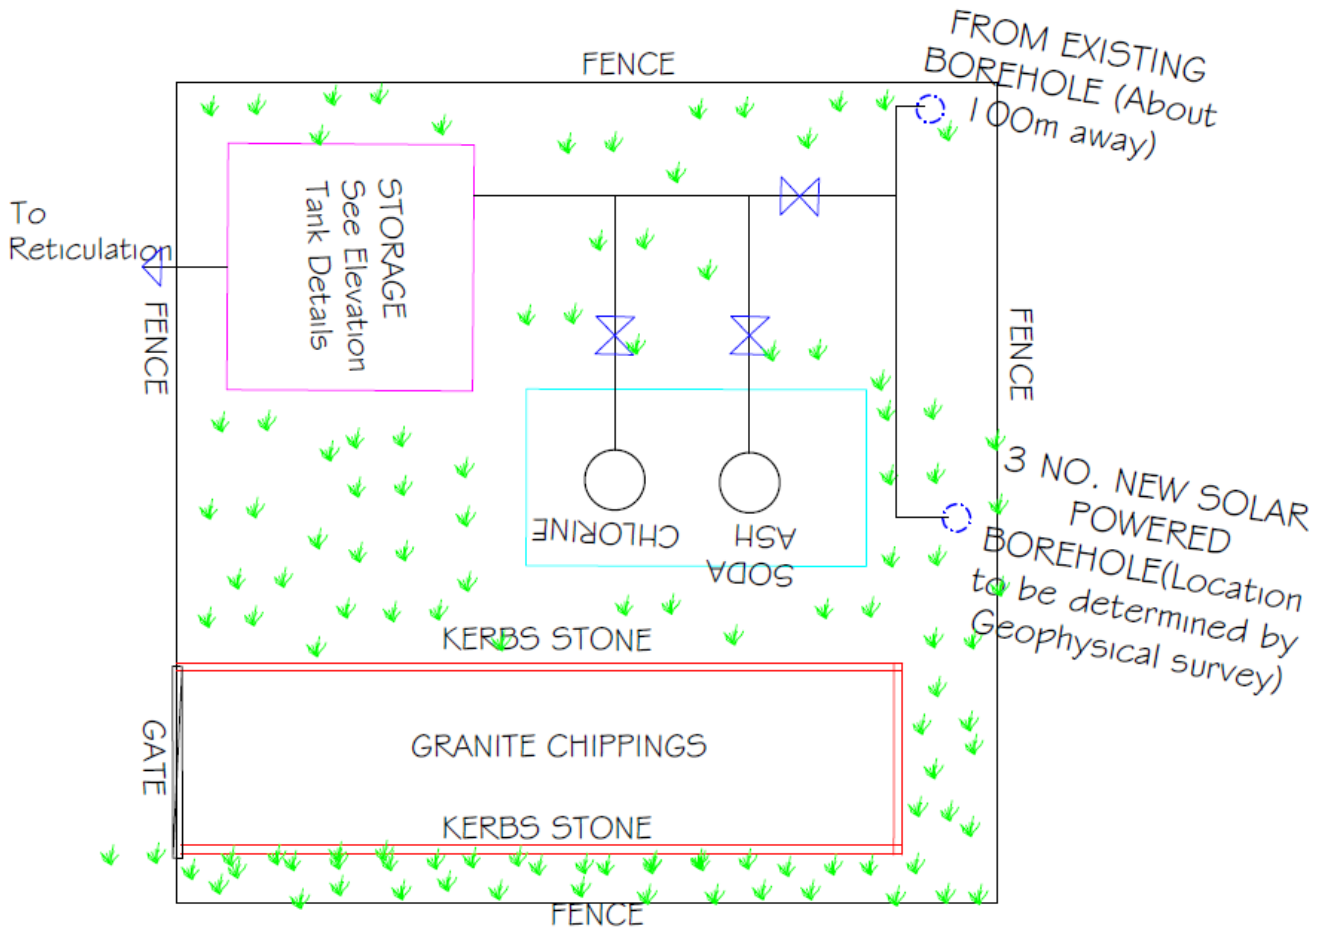 FENCE
FROM EXISTING
BOREHOLE (About
100m away)
To
Reticulation
STORAGE
See Elevation
Tank Details
FENCE
FENCE
3 NO. NEW SOLAR
POWERED
BOREHOLE(Location
to be determined by
Geophysical survey)
CHLORINE
SODA
ASH
KERBS STONE
GATE
GRANITE CHIPPINGS
KERBS STONE
FENCE